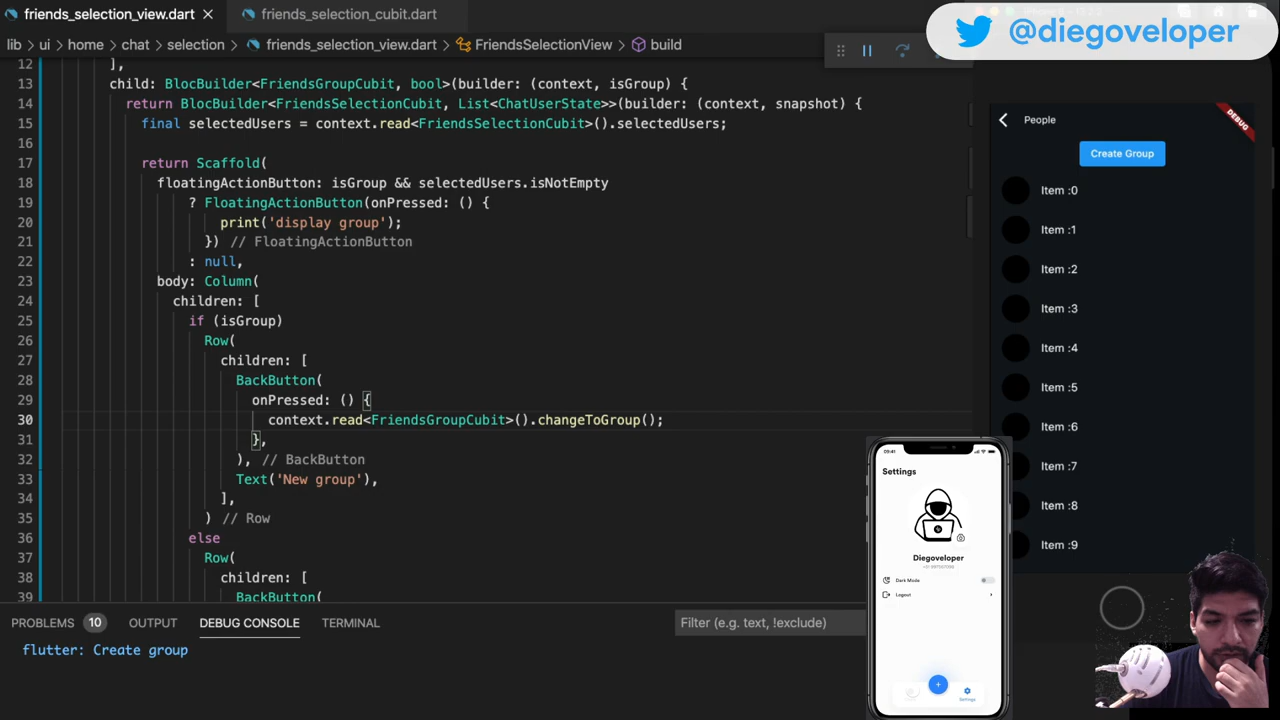 friends_selection_view.dart
friends_selection_cubit.dart
@diegoveloper
lib > ui > home > chat > selection > friends_selection_view.dart > FriendsSelectionView > build
12 ],
13 child: BlocBuilder<FriendsGroupCubit, bool>(builder: (context, isGroup) {
14 return BlocBuilder<FriendsSelectionCubit, List<ChatUserState>>(builder: (context, snapshot) {
15 final selectedUsers = context.read<FriendsSelectionCubit>().selectedUsers;
16
17 return Scaffold(
18 floatingActionButton: isGroup && selectedUsers.isNotEmpty
19 ? FloatingActionButton(onPressed: () {
20 print('display group');
21 }) // FloatingActionButton
22 : null,
23 body: Column(
24 children: [
25 if (isGroup)
26 Row(
27 children: [
28 BackButton(
29 onPressed: () {
30 context.read<FriendsGroupCubit>().changeToGroup();
31 },
32 ), // BackButton
33 Text('New group'),
34 ],
35 ) // Row
36 else
37 Row(
38 children: [
39 BackButton(
PROBLEMS 10 OUTPUT DEBUG CONSOLE TERMINAL
Filter (e.g. text, !exclude)
flutter: Create group
People
DEBUG
Create Group
Item :0
Item :1
Item :2
Item :3
Item :4
Item :5
Item :6
Item :7
Item :8
Item :9
09:41
Settings
Diegoveloper
Dark Mode
Logout
Settings